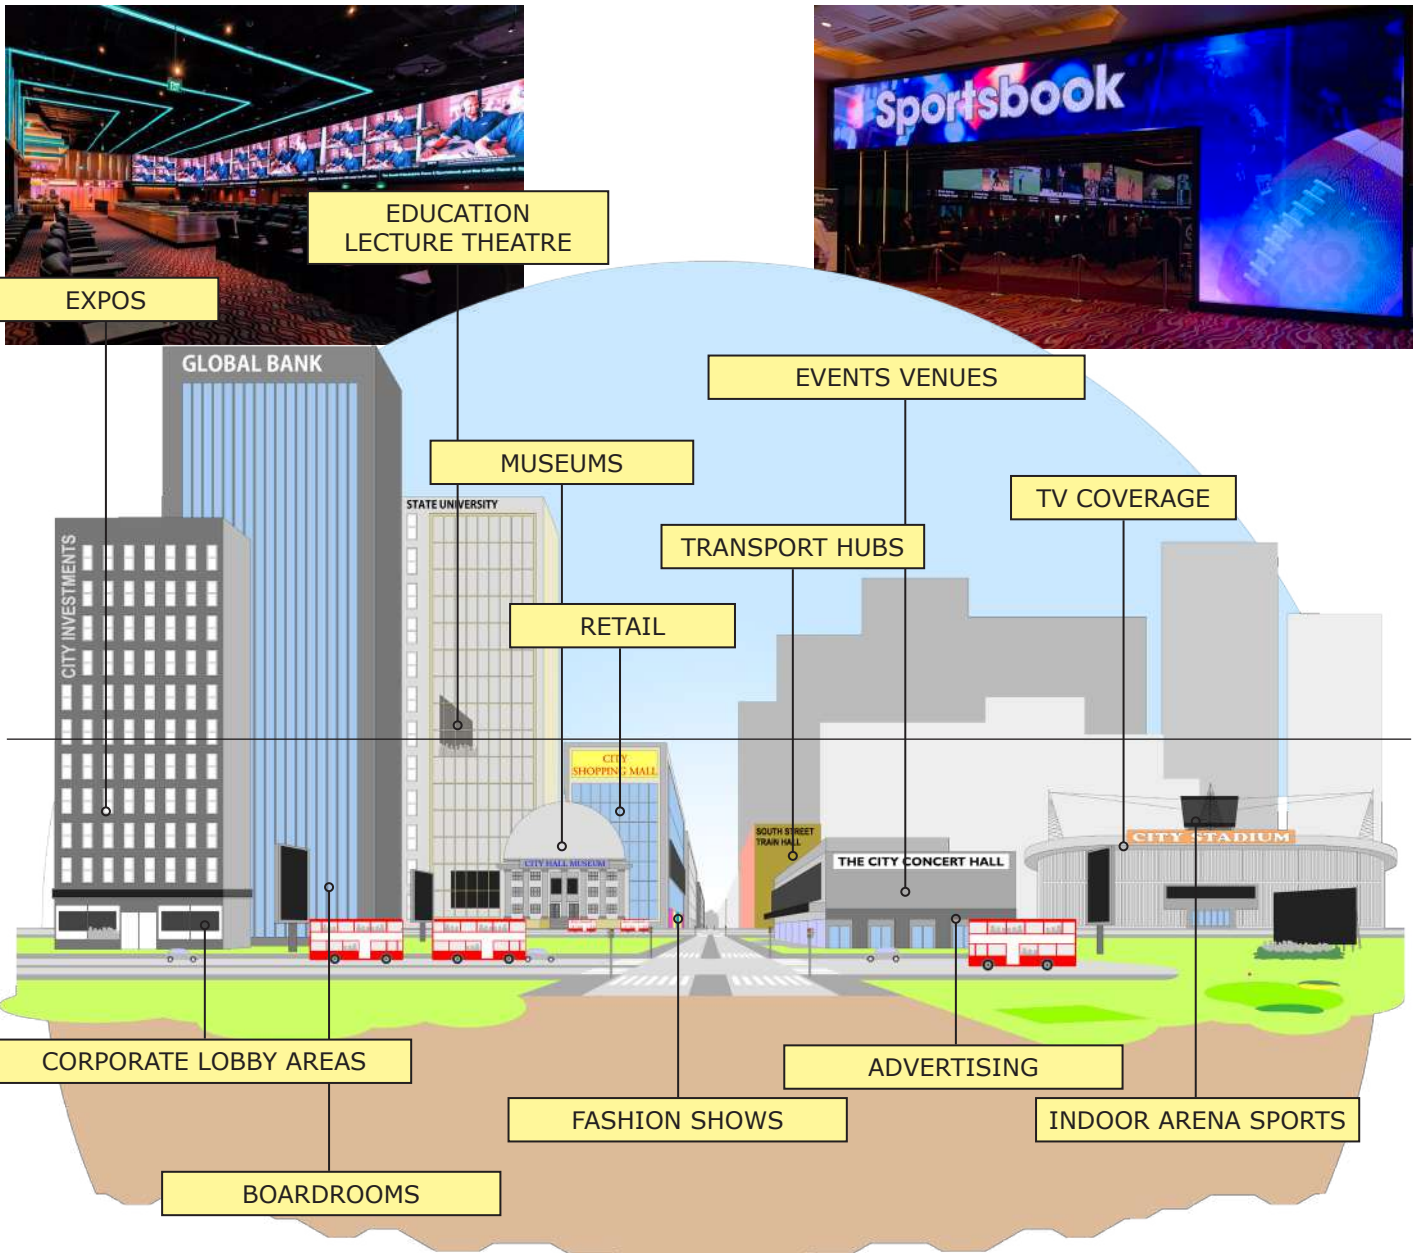 Sportsbook
EDUCATION
LECTURE THEATRE
EXPOS
GLOBAL BANK
EVENTS VENUES
MUSEUMS
TV COVERAGE
STATE UNIVERSITY
TRANSPORT HUBS
CITY INVESTMENTS
RETAIL
CITY
SHOPPING MALL
SOUTH STREET
TRAIN HALL
CITY STADIUM
THE CITY CONCERT HALL
CITY HALL MUSEUM
CORPORATE LOBBY AREAS
ADVERTISING
FASHION SHOWS
INDOOR ARENA SPORTS
BOARDROOMS